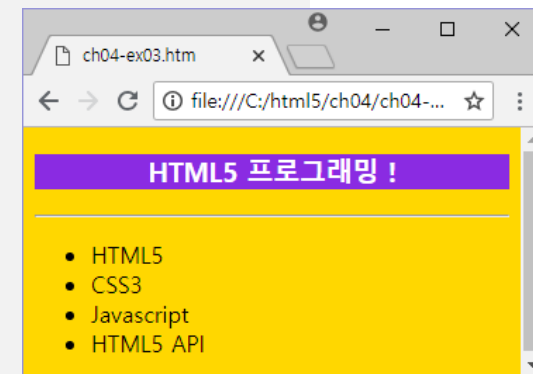 ch04-ex03.htm
file:///C:/html5/ch04/ch04-...
HTML5 프로그래밍 !
HTML5
CSS3
Javascript
HTML5 API